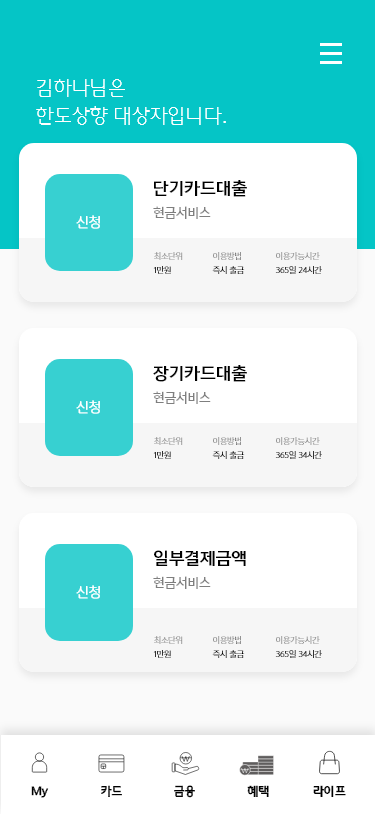 김하나님은
한도상향 대상자입니다.
신청
단기카드대출
현금서비스
최소단위 이용방법 이용가능시간
1만원 즉시 출금 365일 24시간
신청
장기카드대출
현금서비스
최소단위 이용방법 이용가능시간
1만원 즉시 출금 365일 34시간
신청
일부결제금액
현금서비스
최소단위 이용방법 이용가능시간
1만원 즉시 출금 365일 34시간
My 카드 금융 혜택 라이프